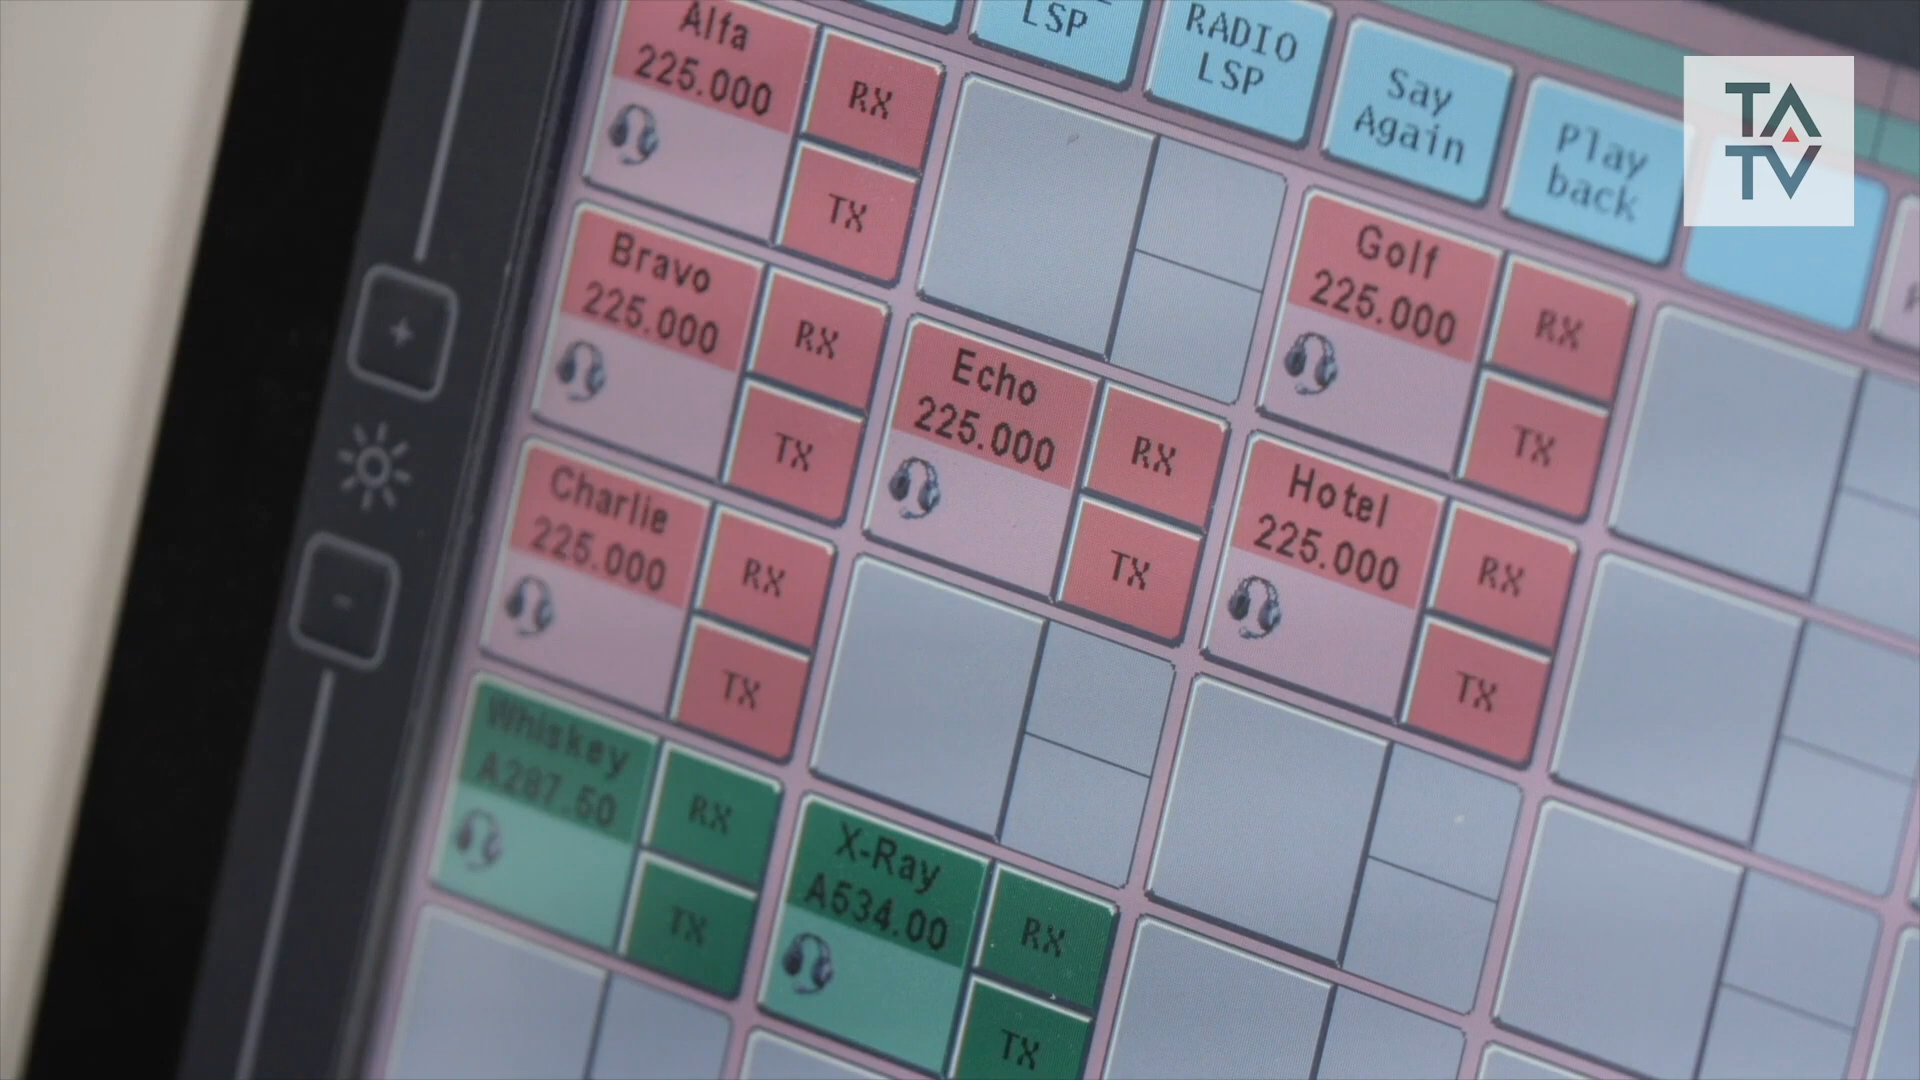 LSP
RADIO
LSP
Say
Again
Play
back
TA
TV
Alfa
225.000
RX
TX
Bravo
225.000
RX
TX
Charlie
225.000
RX
TX
Echo
225.000
RX
TX
Golf
225.000
RX
TX
Hotel
225.000
RX
TX
Whiskey
A287.50
RX
TX
X-Ray
A534.00
RX
TX
+
-